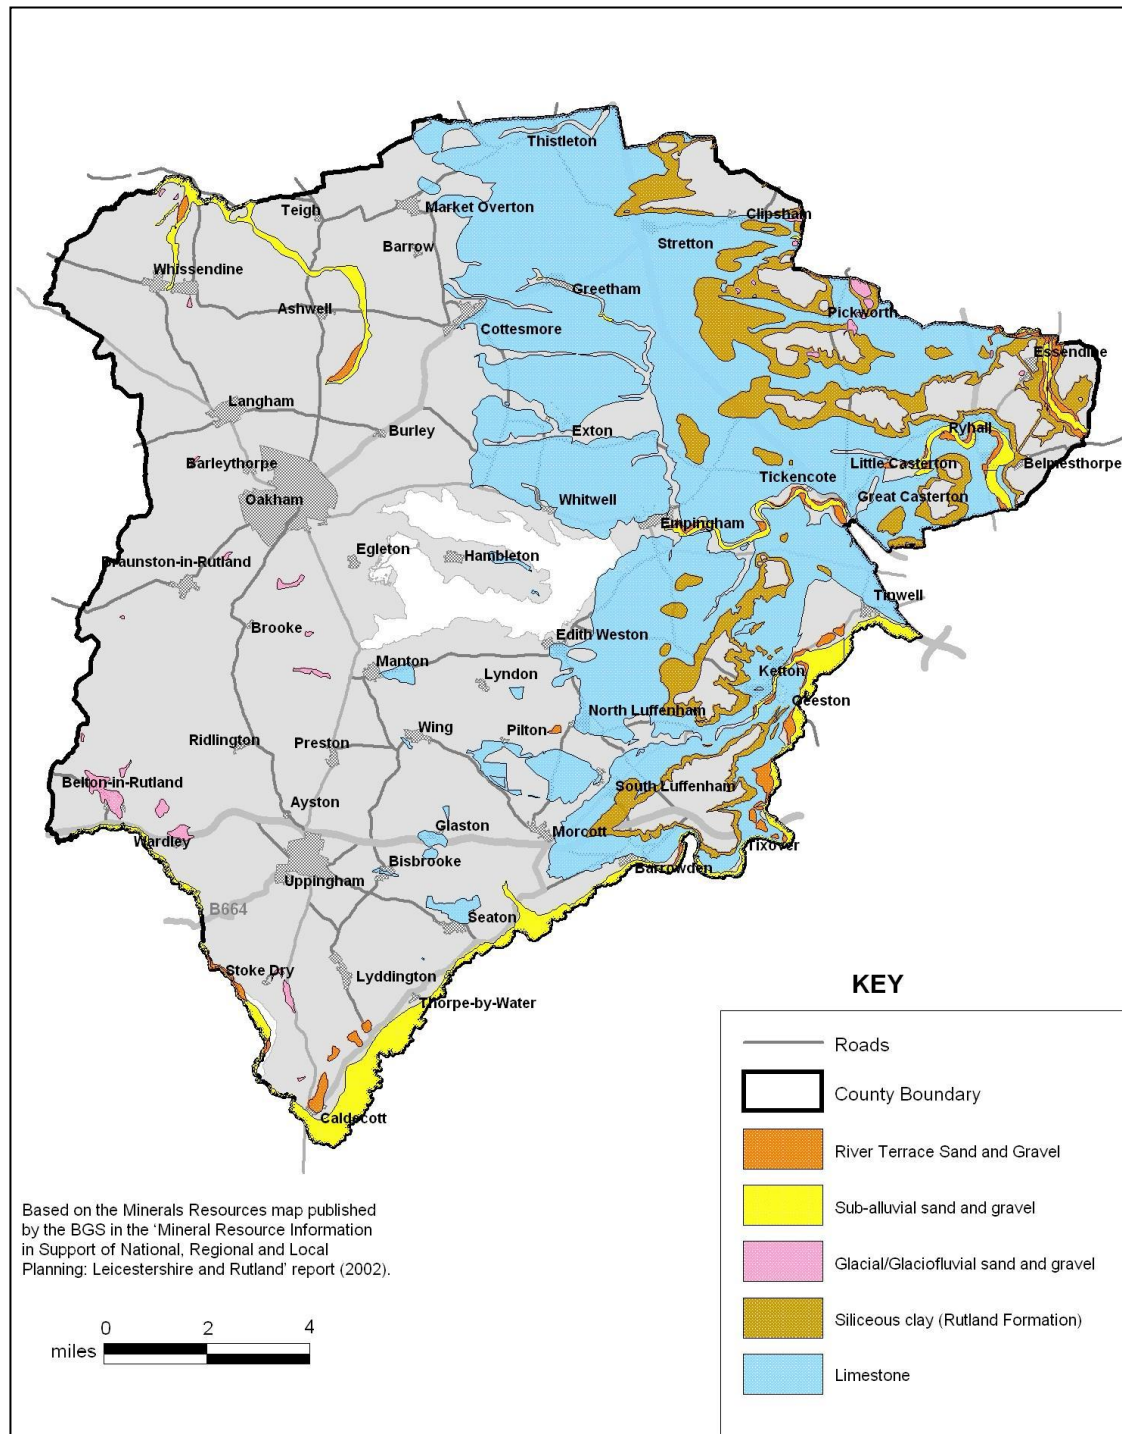 Thistleton
Teigh
Market Overton
Clipsham
Stretton
Barrow
Whissendine
Greetham
Ashwell
Pickworth
Cottesmore
Essendine
Langham
Burley
Exton
Ryhall
Barleythorpe
Little Casterton
Belmesthorpe
Tickencote
Oakham
Whitwell
Great Casterton
Empingham
Egleton
Hambleton
Braunston-in-Rutland
Tinwell
Brooke
Edith Weston
Manton
Ketton
Lyndon
Geeston
North Luffenham
Wing
Pilton
Ridlington
Preston
Belton-in-Rutland
South Luffenham
Ayston
Glaston
Morcott
Wardley
Tixover
Bisbrooke
Barrowden
Uppingham
B664
Seaton
Stoke Dry
Lyddington
Thorpe-by-Water
Caldecott
KEY
Roads
County Boundary
River Terrace Sand and Gravel
Sub-alluvial sand and gravel
Glacial/Glaciofluvial sand and gravel
Siliceous clay (Rutland Formation)
Limestone
Based on the Minerals Resources map published
by the BGS in the ‘Mineral Resource Information
in Support of National, Regional and Local
Planning: Leicestershire and Rutland’ report (2002).
0 2 4
miles